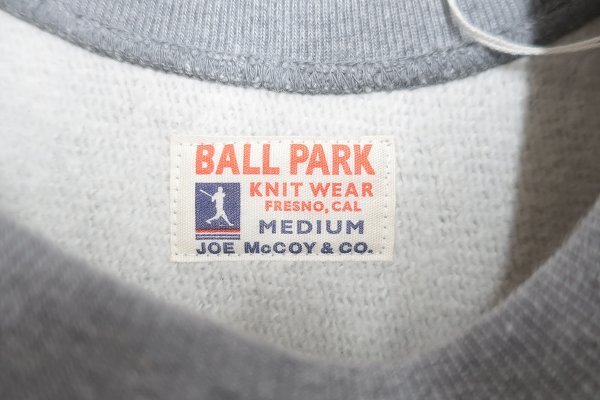 BALL PARK
KNIT WEAR
FRESNO, CAL
MEDIUM
JOE McCOY & CO.